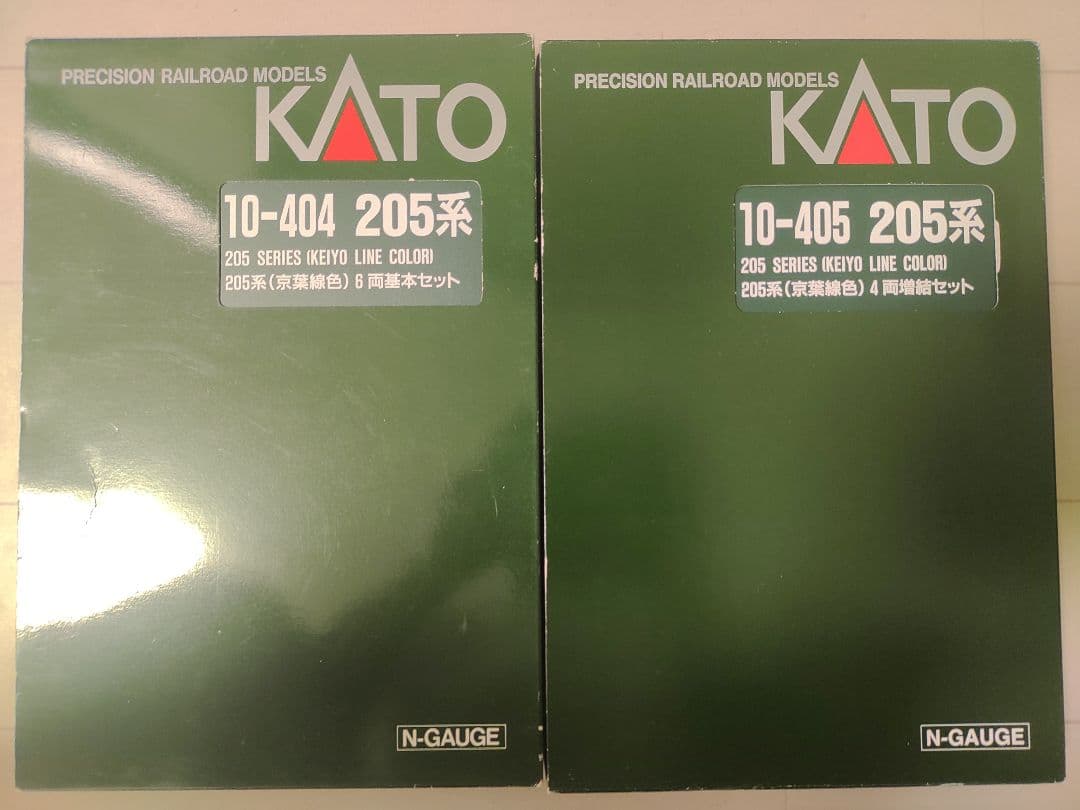 PRECISION RAILROAD MODELS
KATO
10-404 205系
205 SERIES (KEIYO LINE COLOR)
205系(京葉線色)6両基本セット
N-GAUGE
PRECISION RAILROAD MODELS
KATO
10-405 205系
205 SERIES (KEIYO LINE COLOR)
205系(京葉線色)4両増結セット
N-GAUGE